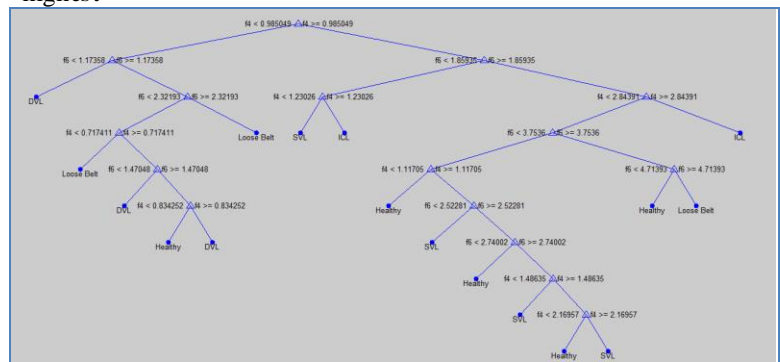 highest
f4 < 0.985049 f4 >= 0.985049
f6 < 1.17358 f6 >= 1.17358 f6 < 1.85935 f6 >= 1.85935
DVL f6 < 2.32193 f6 >= 2.32193 f4 < 1.23026 f4 >= 1.23026 f4 < 2.84391 f4 >= 2.84391
f4 < 0.717411 f4 >= 0.717411 Loose Belt SVL ICL f6 < 3.7536 f6 >= 3.7536 ICL
Loose Belt f6 < 1.47048 f6 >= 1.47048 f4 < 1.11705 f4 >= 1.11705 f6 < 4.71393 f6 >= 4.71393
DVL f4 < 0.834252 f4 >= 0.834252 Healthy f6 < 2.52281 f6 >= 2.52281 Healthy Loose Belt
Healthy DVL SVL f6 < 2.74002 f6 >= 2.74002
Healthy f4 < 1.48635 f4 >= 1.48635
SVL f4 < 2.16957 f4 >= 2.16957
Healthy SVL